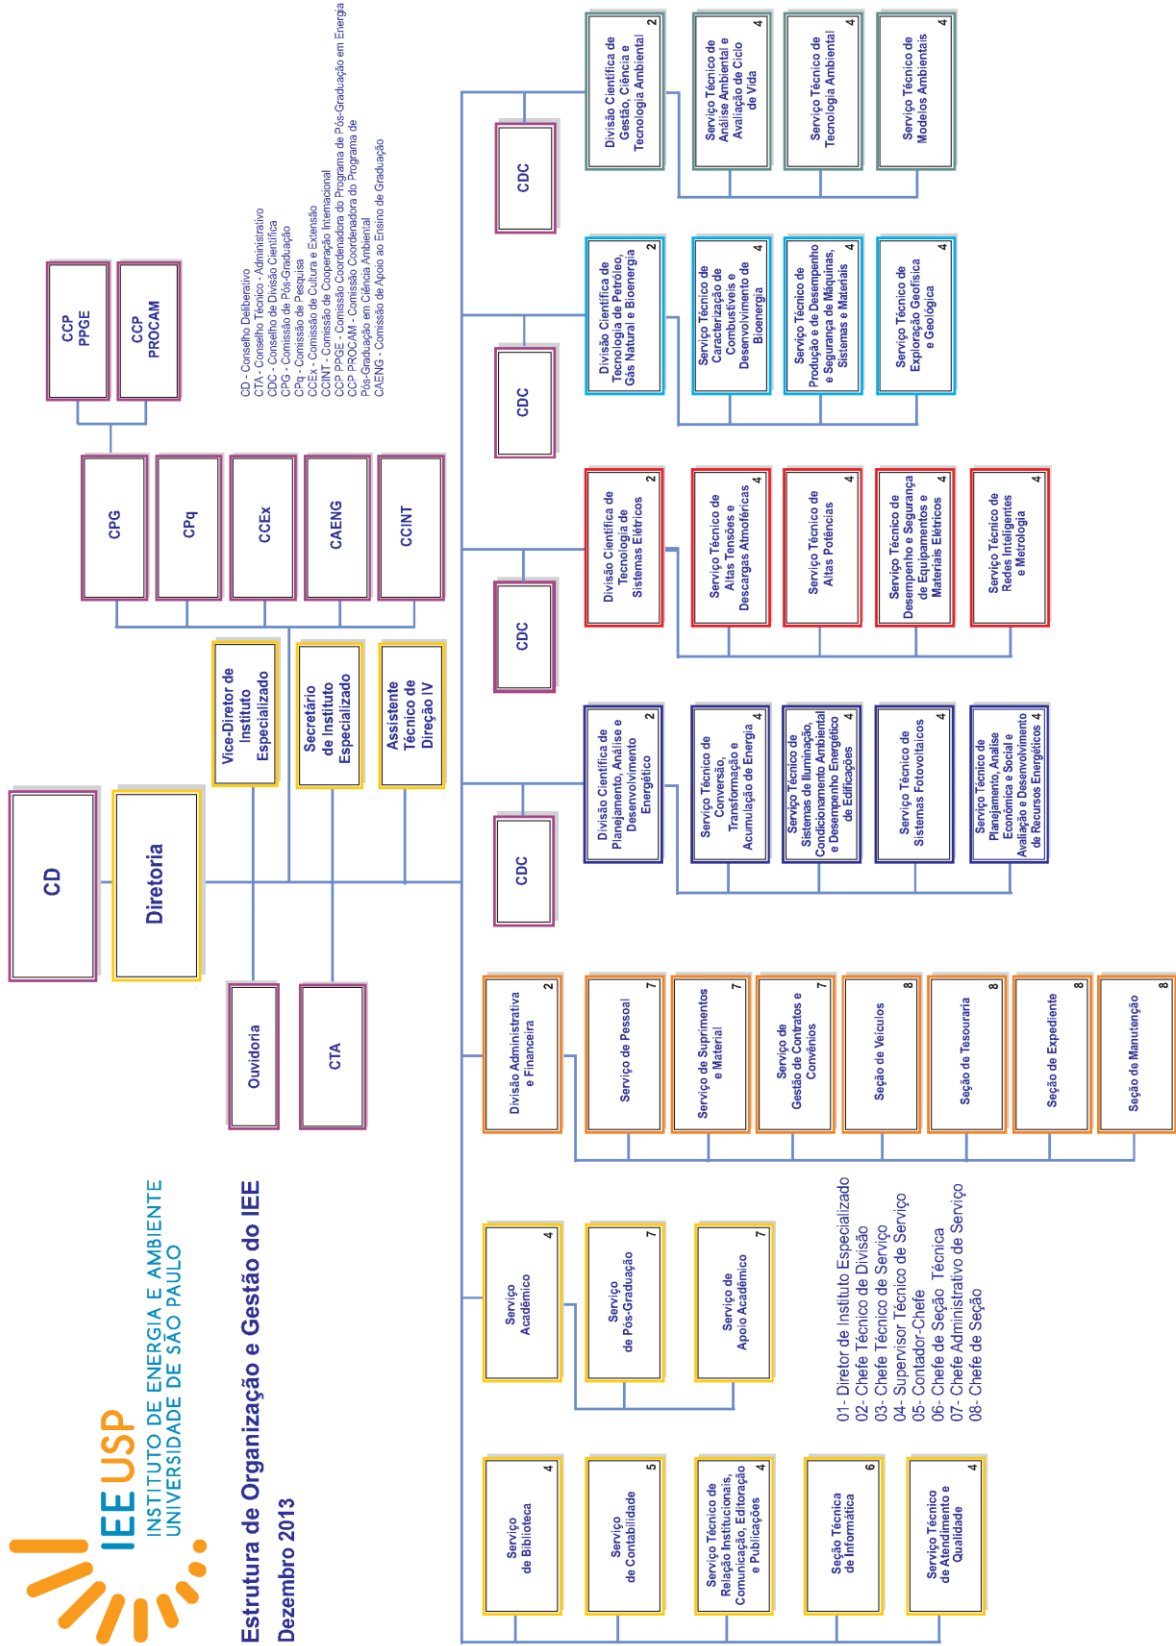 IEE USP
INSTITUTO DE ENERGIA E AMBIENTE
UNIVERSIDADE DE SÃO PAULO
Estrutura de Organização e Gestão do IEE
Dezembro 2013
CD
Diretoria
Ouvidoria
CTA
Vice-Diretor de
Instituto
Especializado
Secretário
de Instituto
Especializado
Assistente
Técnico de
Direção IV
CPG
CPq
CCEx
CAENG
CCINT
CCP
PPGE
CCP
PROCAM
CD - Conselho Deliberativo
CTA - Conselho Técnico - Administrativo
CDC - Conselho de Divisão Científica
CPG - Comissão de Pós-Graduação
CPq - Comissão de Pesquisa
CCEx - Comissão de Cultura e Extensão
CCINT - Comissão de Cooperação Internacional
CCP PPGE - Comissão Coordenadora do Programa de Pós-Graduação em Energia
CCP PROCAM - Comissão Coordenadora do Programa de
Pós-Graduação em Ciência Ambiental
CAENG - Comissão de Apoio ao Ensino de Graduação
Serviço
de Biblioteca
4
Serviço
de Contabilidade
5
Serviço Técnico de
Relação Institucionais,
Comunicação, Editoração
e Publicações
4
Seção Técnica
de Informática
6
Serviço Técnico
de Atendimento e
Qualidade
4
Serviço
Acadêmico
4
Serviço
de Pós-Graduação
7
Serviço de
Apoio Acadêmico
7
01- Diretor de Instituto Especializado
02- Chefe Técnico de Divisão
03- Chefe Técnico de Serviço
04- Supervisor Técnico de Serviço
05- Contador-Chefe
06- Chefe de Seção Técnica
07- Chefe Administrativo de Serviço
08- Chefe de Seção
Divisão Administrativa
e Financeira
2
Serviço de Pessoal
7
Serviço de Suprimentos
e Material
7
Serviço de
Gestão de Contratos e
Convênios
7
Seção de Veículos
8
Seção de Tesouraria
8
Seção de Expediente
8
Seção de Manutenção
8
CDC
Divisão Científica de
Planejamento, Análise e
Desenvolvimento
Energético
2
Serviço Técnico de
Conversão,
Transformação e
Acumulação de Energia
4
Serviço Técnico de
Sistemas de Iluminação,
Condicionamento Ambiental
e Desempenho Energético
de Edificações
4
Serviço Técnico de
Sistemas Fotovoltaicos
4
Serviço Técnico de
Planejamento, Analise
Econômica e Social e
Avaliação e Desenvolvimento
de Recursos Energéticos
4
CDC
Divisão Científica de
Tecnologia de
Sistemas Elétricos
2
Serviço Técnico de
Altas Tensões e
Descargas Atmoféricas
4
Serviço Técnico de
Altas Potências
4
Serviço Técnico de
Desempenho e Segurança
de Equipamentos e
Materiais Elétricos
4
Serviço Técnico de
Redes Inteligentes
e Metrologia
4
CDC
Divisão Científica de
Tecnologia de Petróleo,
Gás Natural e Bioenergia
2
Serviço Técnico de
Caracterização de
Combustíveis e
Desenvolvimento de
Bioenergia
4
Serviço Técnico de
Produção e de Desempenho
e Segurança de Máquinas,
Sistemas e Materiais
4
Serviço Técnico de
Exploração Geofísica
e Geológica
4
CDC
Divisão Científica de
Gestão, Ciência e
Tecnologia Ambiental
2
Serviço Técnico de
Análise Ambiental e
Avaliação de Ciclo
de Vida
4
Serviço Técnico de
Tecnologia Ambiental
4
Serviço Técnico de
Modelos Ambientais
4